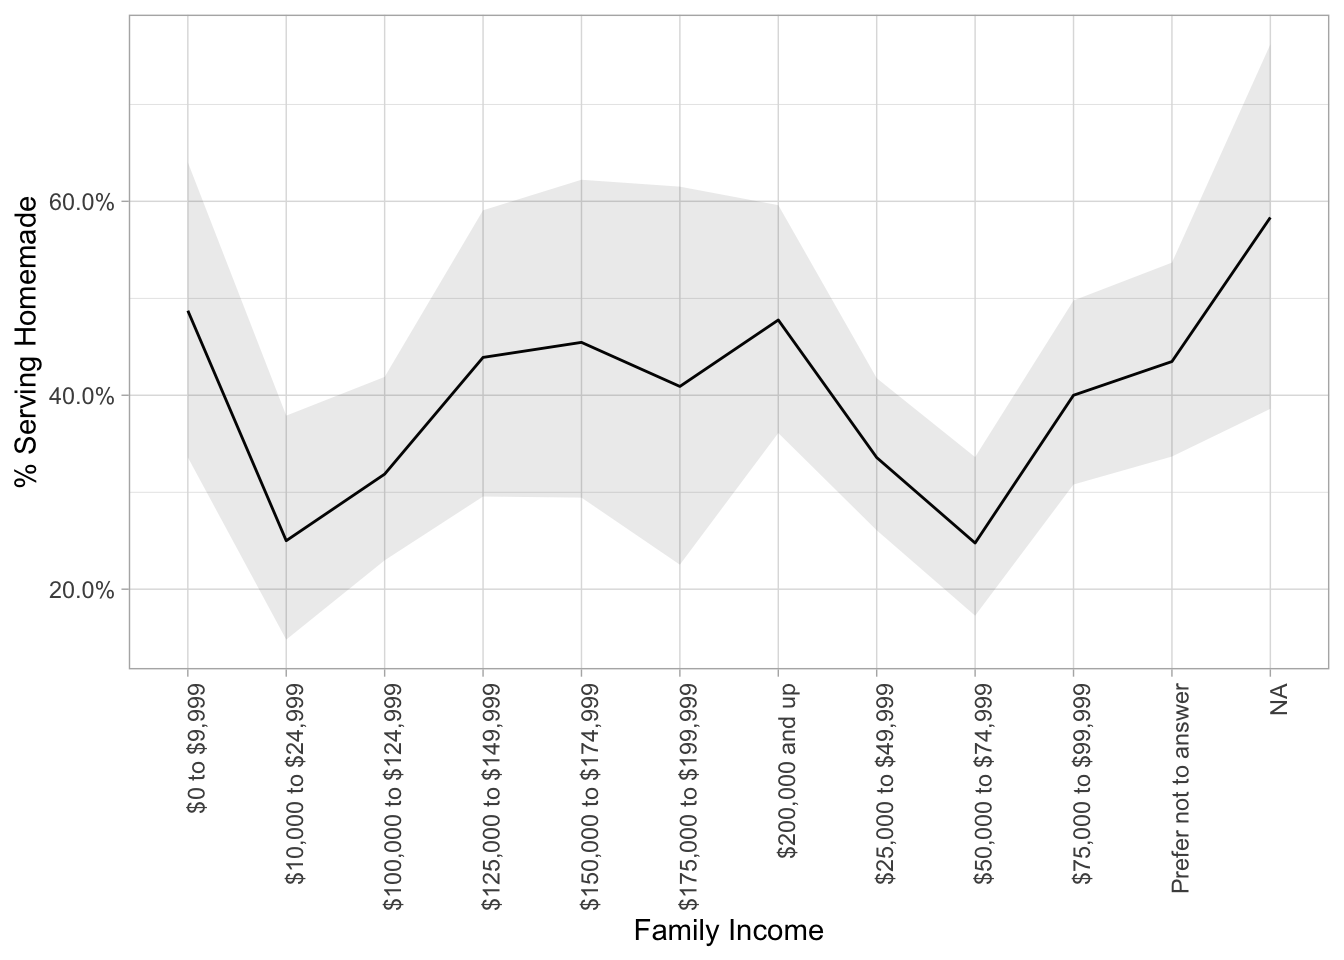 % Serving Homemade
60.0%
40.0%
20.0%
$0 to $9,999
$10,000 to $24,999
$100,000 to $124,999
$125,000 to $149,999
$150,000 to $174,999
$175,000 to $199,999
$200,000 and up
$25,000 to $49,999
$50,000 to $74,999
$75,000 to $99,999
Prefer not to answer
NA
Family Income